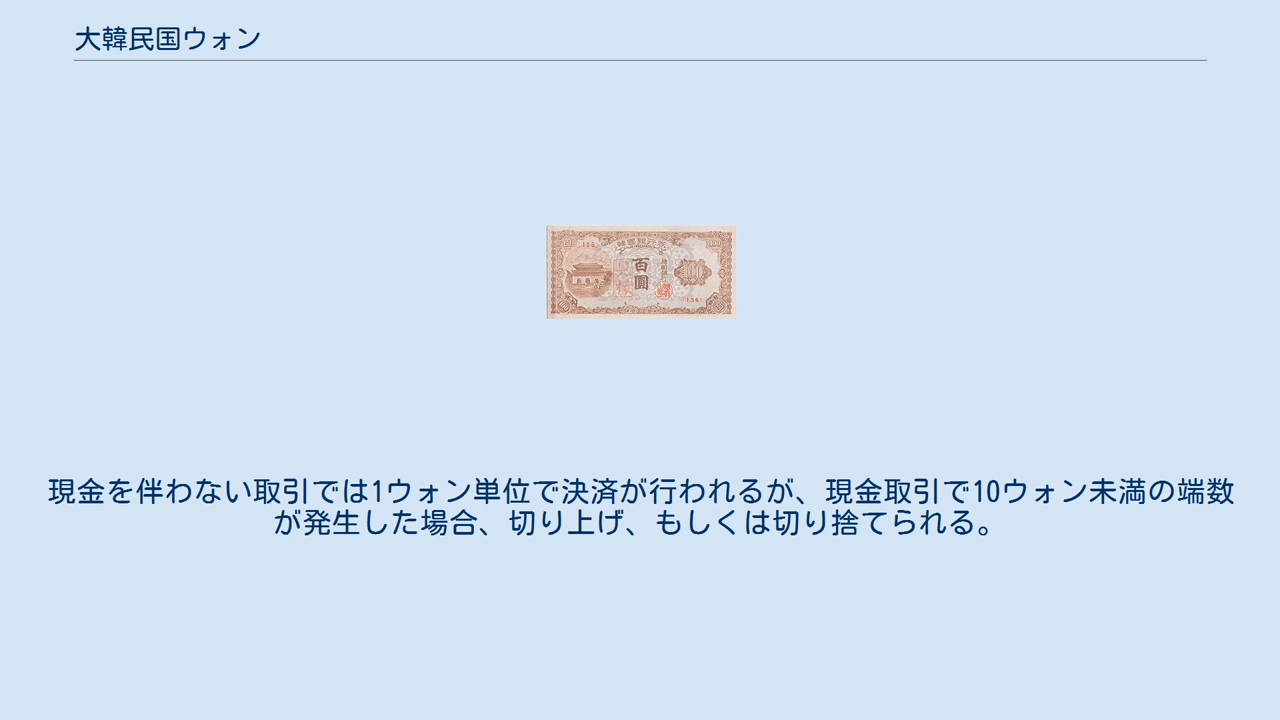 大韓民国ウォン
百圓
100
現金を伴わない取引では1ウォン単位で決済が行われるが、現金取引で10ウォン未満の端数
が発生した場合、切り上げ、もしくは切り捨てられる。